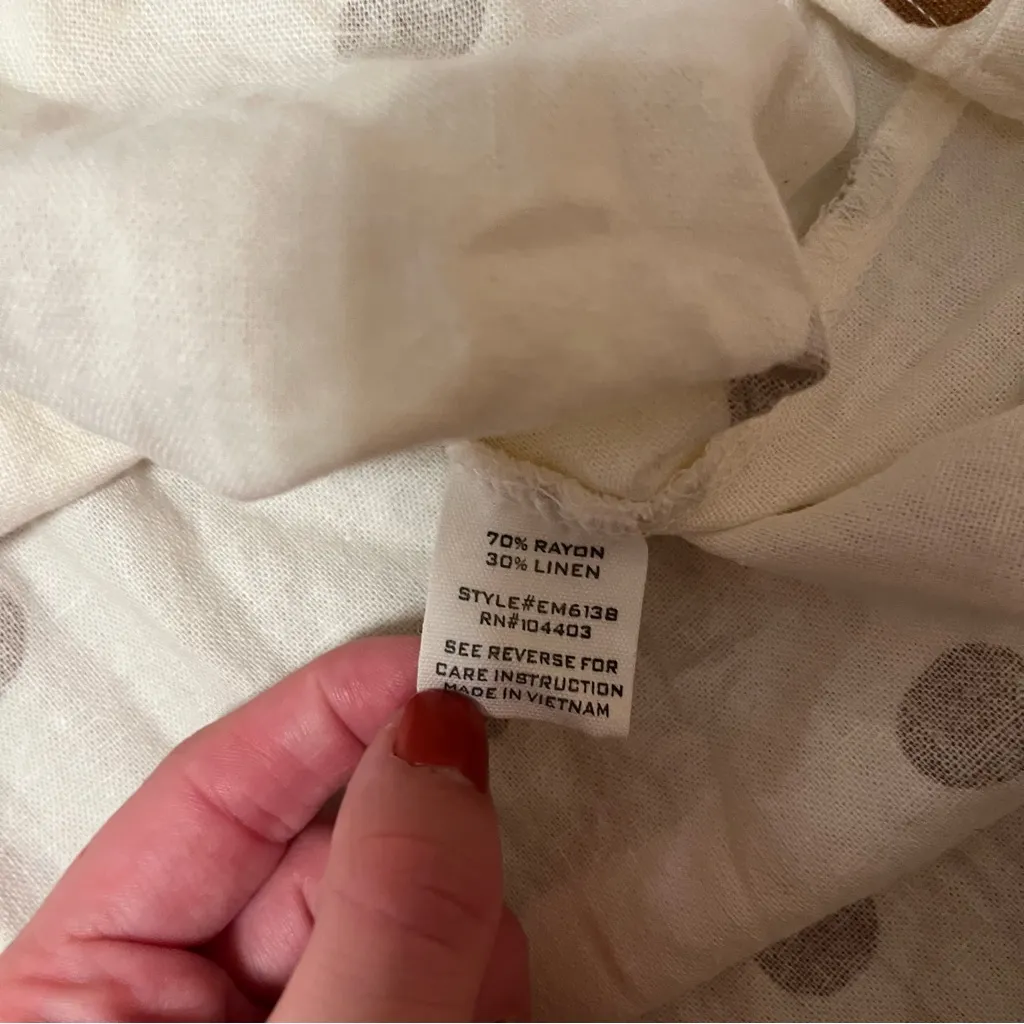 70% RAYON
30% LINEN
STYLE#EM6138
RN#104403
SEE REVERSE FOR
CARE INSTRUCTION
MADE IN VIETNAM